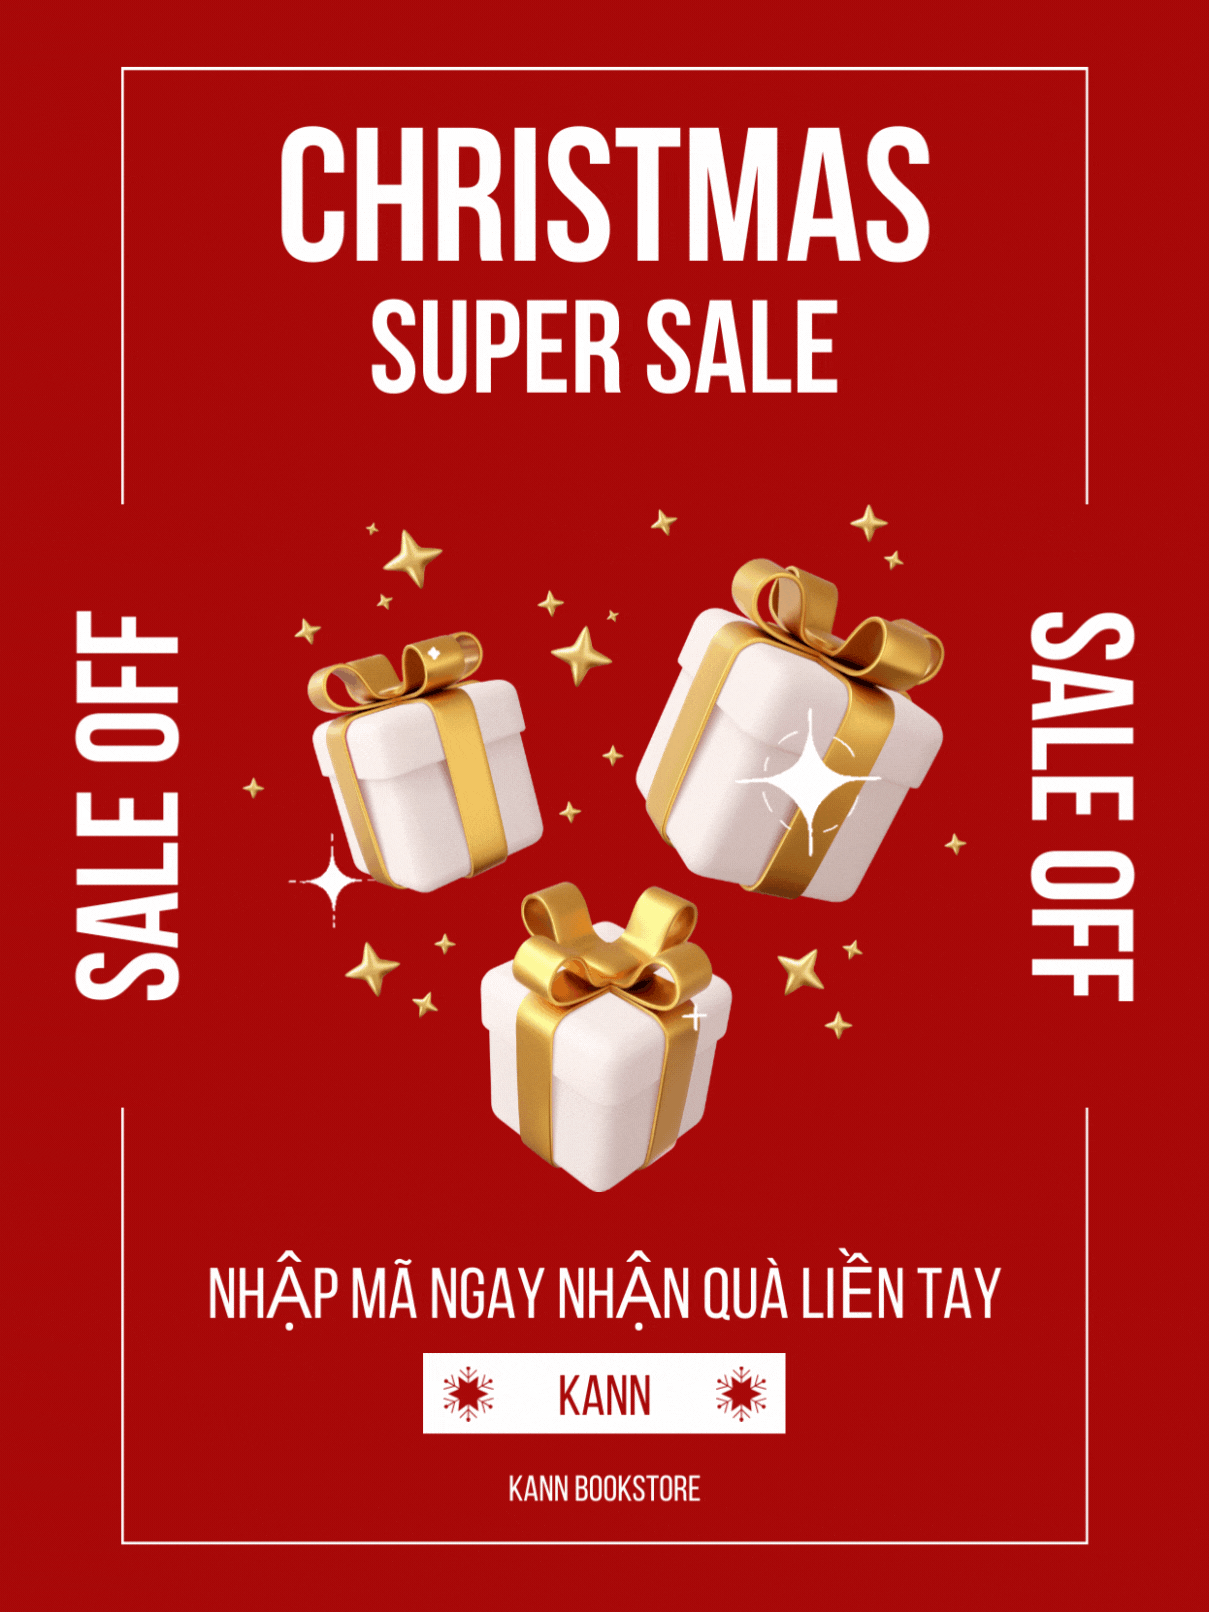 CHRISTMAS
SUPER SALE
SALE OFF
SALE OFF
NHẬP MÃ NGAY NHẬN QUÀ LIỀN TAY
KANN
KANN BOOKSTORE